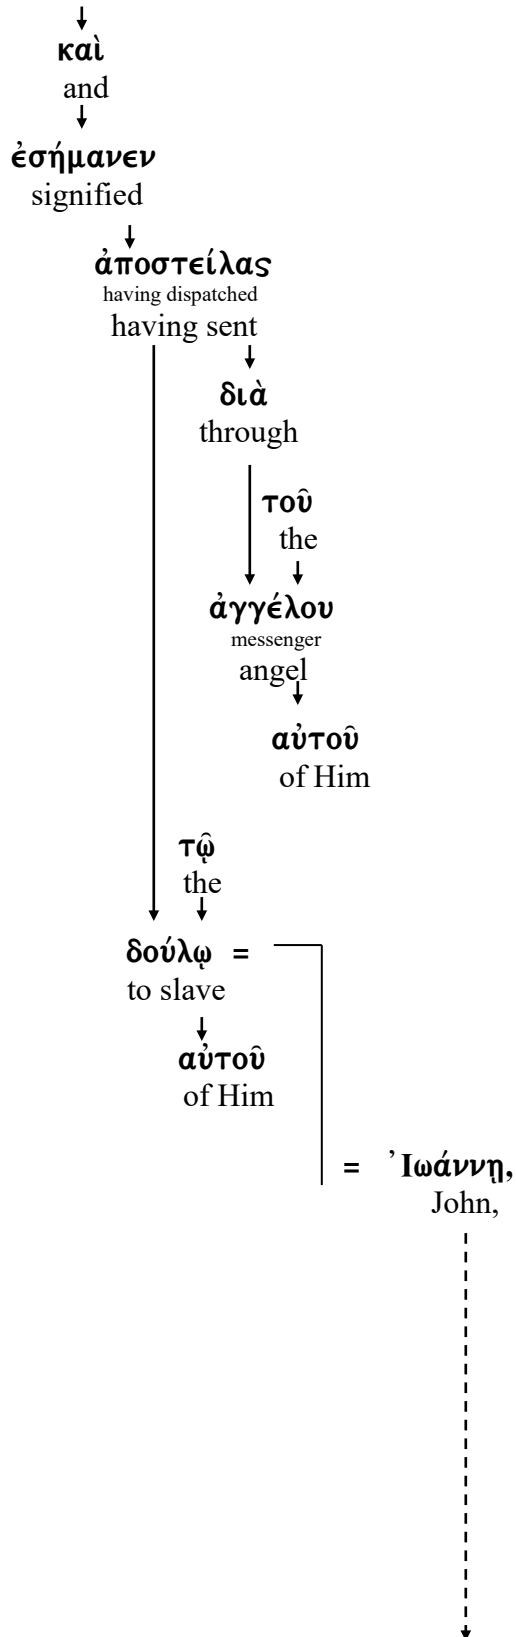 καὶ
and
ἐσήμανεν
signified
ἀποστείλας
having dispatched
having sent
διὰ
through
τοῦ
the
ἀγγέλου
messenger
angel
αὐτοῦ
of Him
τῷ
the
δούλῳ =
to slave
αὐτοῦ
of Him
= Ἰωάννῃ,
John,